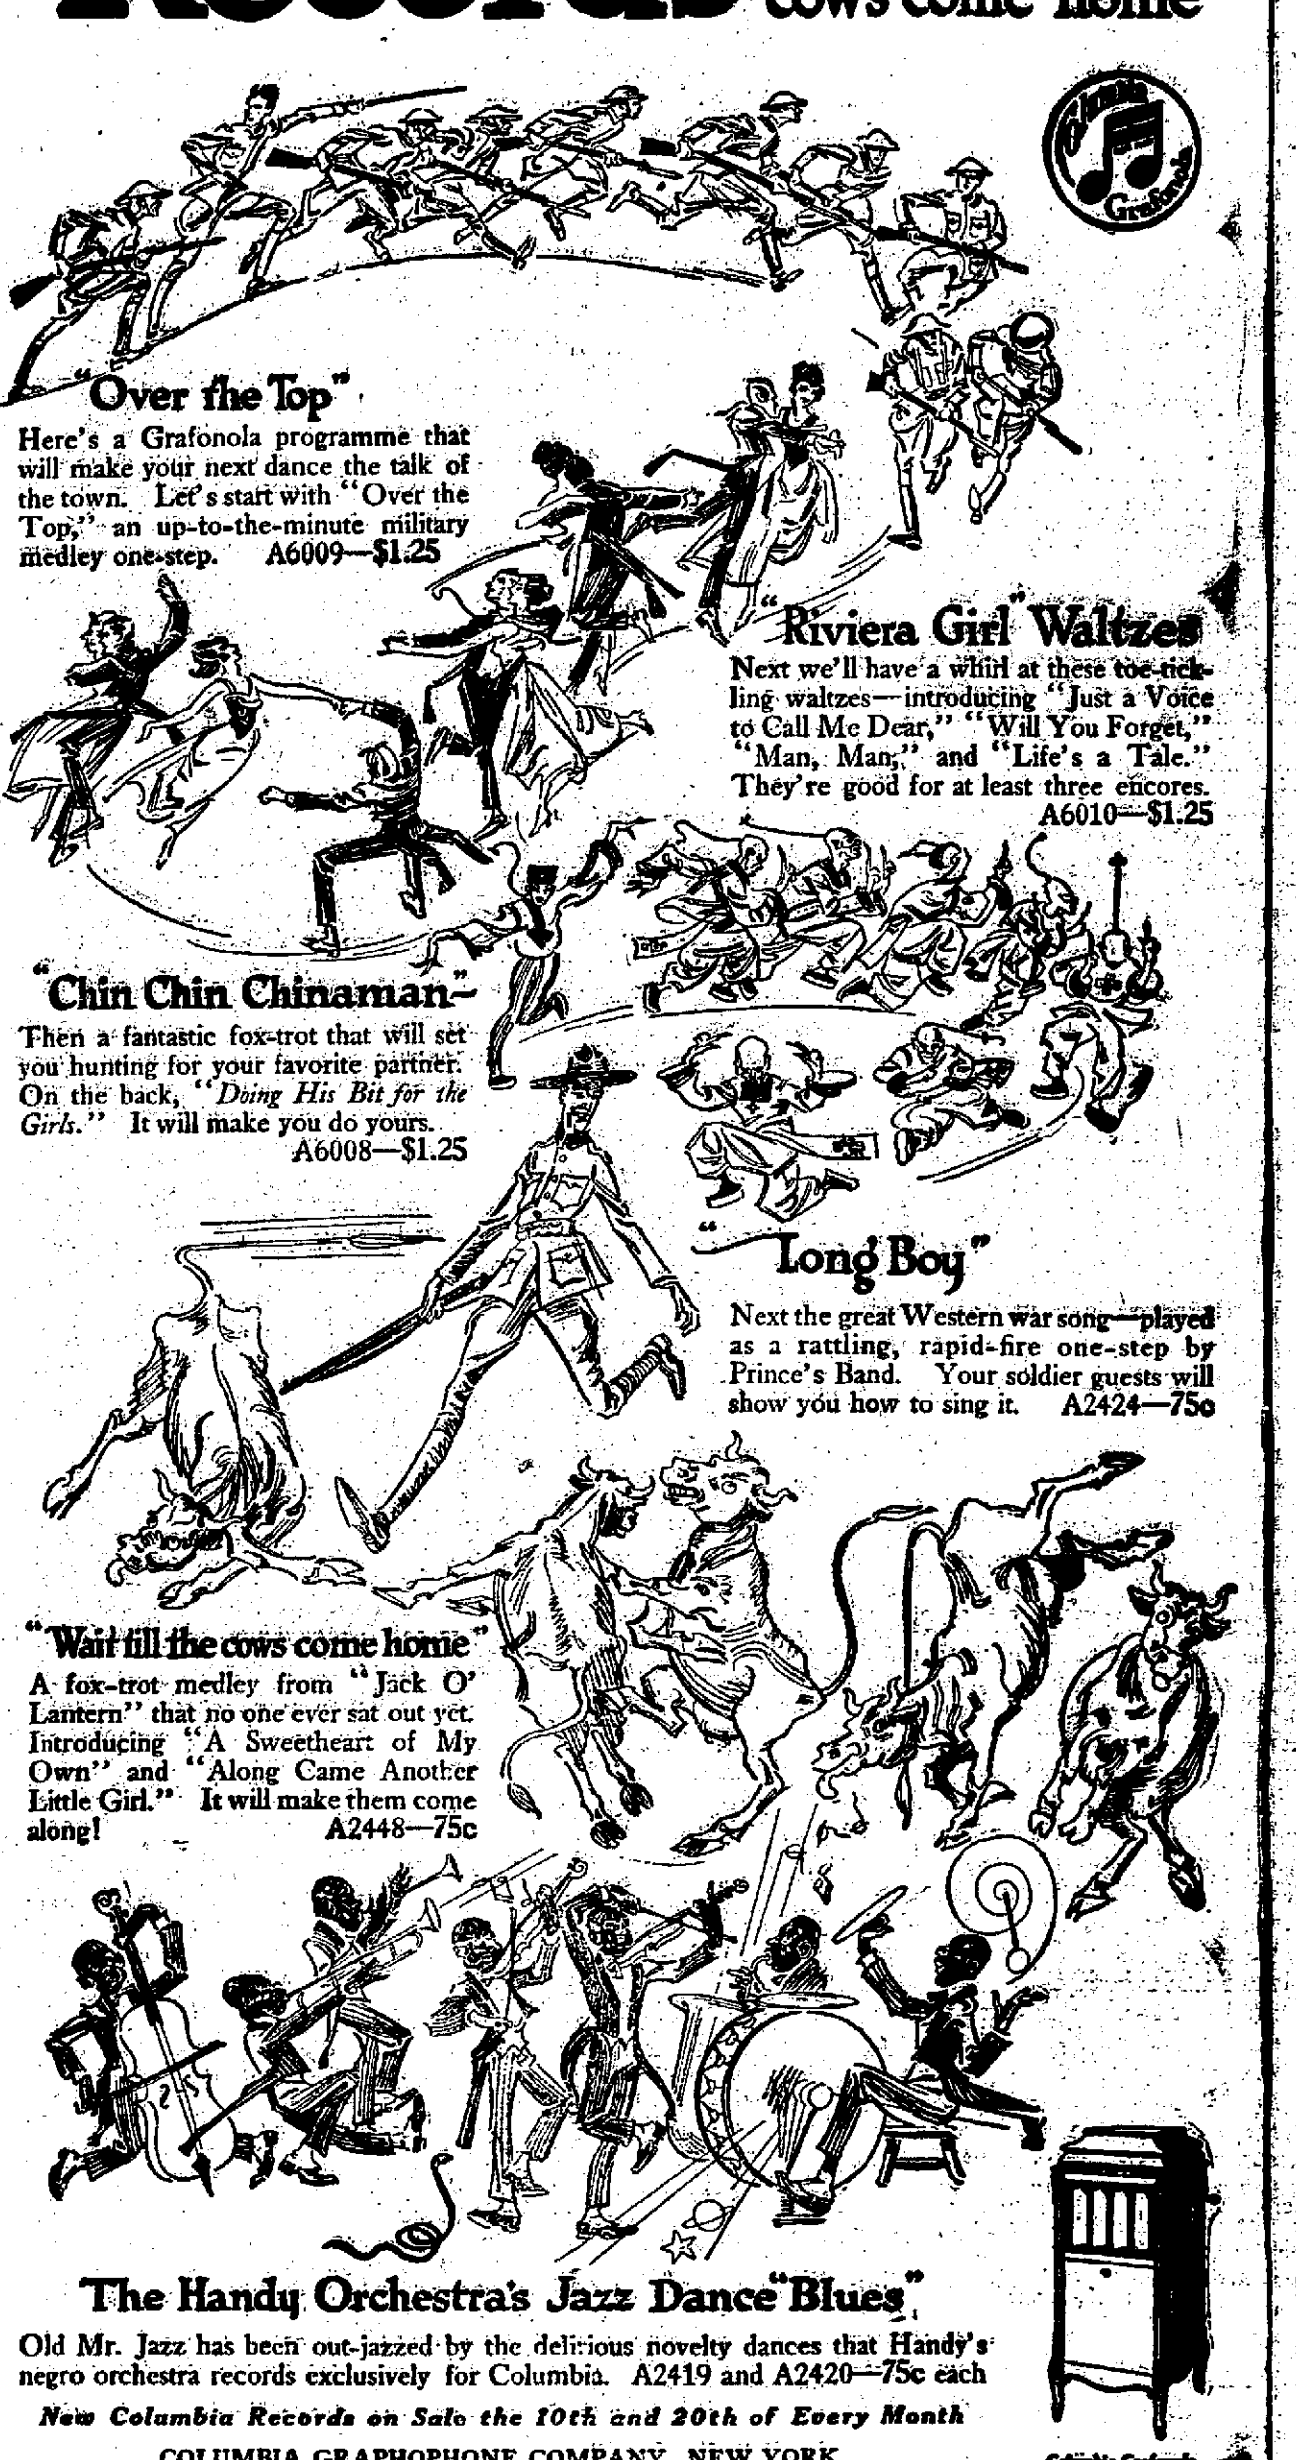 Records cows come home
Columbia
Grafonola
"Over the Top"
Here's a Grafonola programme that
will make your next dance the talk of
the town. Let's start with "Over the
Top," an up-to-the-minute military
medley one-step. A6009—$1.25
"Riviera Girl" Waltzes
Next we'll have a whirl at these toe-tick-
ling waltzes—introducing "Just a Voice
to Call Me Dear," "Will You Forget,"
"Man, Man," and "Life's a Tale."
They're good for at least three encores.
A6010—$1.25
"Chin Chin Chinaman"
Then a fantastic fox-trot that will set
you hunting for your favorite partner.
On the back, "Doing His Bit for the
Girls." It will make you do yours.
A6008—$1.25
"Long Boy"
Next the great Western war song—played
as a rattling, rapid-fire one-step by
Prince's Band. Your soldier guests will
show you how to sing it. A2424—75c
"Wait till the cows come home"
A fox-trot medley from "Jack O'
Lantern" that no one ever sat out yet.
Introducing "A Sweetheart of My
Own" and "Along Came Another
Little Girl." It will make them come
along! A2448—75c
The Handy Orchestra's Jazz Dance "Blues"
Old Mr. Jazz has been out-jazzed by the delirious novelty dances that Handy's
negro orchestra records exclusively for Columbia. A2419 and A2420—75c each
New Columbia Records on Sale the 10th and 20th of Every Month
COLUMBIA GRAPHOPHONE COMPANY, NEW YORK